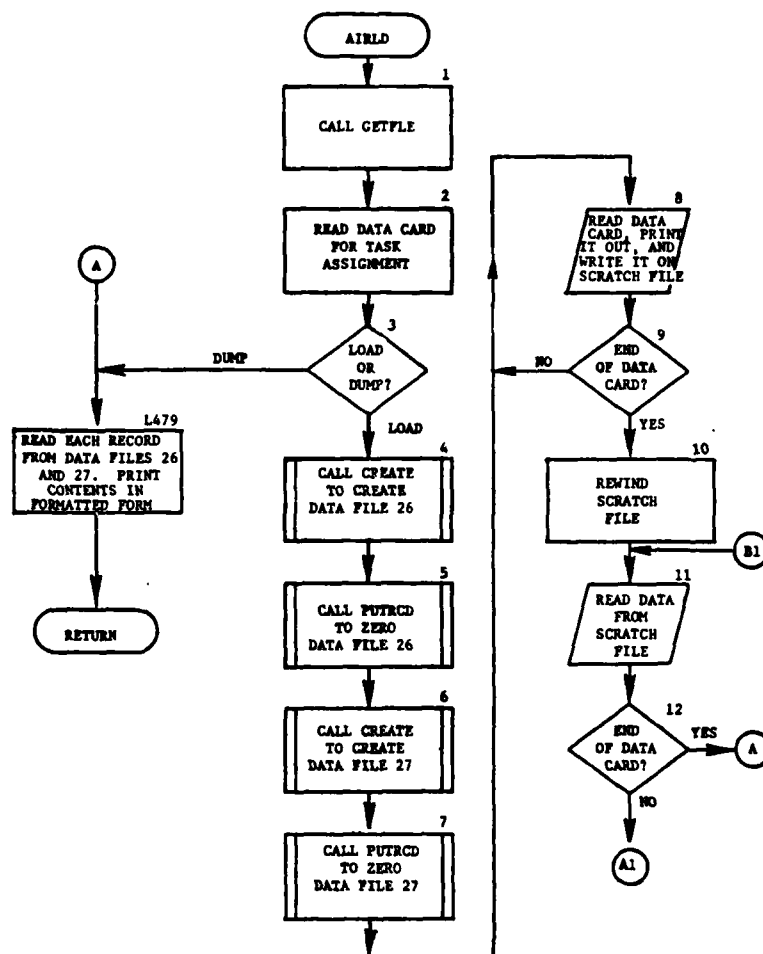 AIRLD
1
CALL GETFLE
2
READ DATA CARD
FOR TASK
ASSIGNMENT
3
LOAD
OR
DUMP?
DUMP
LOAD
A
L479
READ EACH RECORD
FROM DATA FILES 26
AND 27. PRINT
CONTENTS IN
FORMATTED FORM
RETURN
4
CALL CREATE
TO CREATE
DATA FILE 26
5
CALL PUTRCD
TO ZERO
DATA FILE 26
6
CALL CREATE
TO CREATE
DATA FILE 27
7
CALL PUTRCD
TO ZERO
DATA FILE 27
8
READ DATA
CARD, PRINT
IT OUT, AND
WRITE IT ON
SCRATCH FILE
9
END
OF DATA
CARD?
NO
YES
10
REWIND
SCRATCH
FILE
B1
11
READ DATA
FROM
SCRATCH
FILE
12
END
OF DATA
CARD?
YES
A
NO
A1